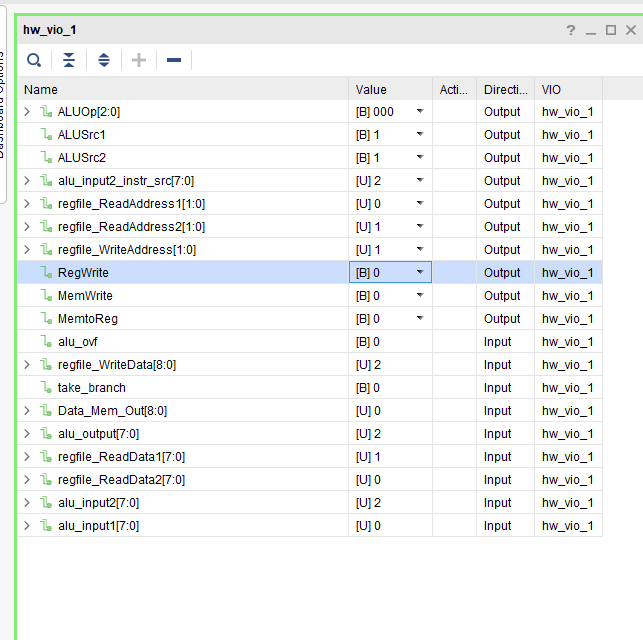 hw_vio_1
?
Dashboard Options
Name Value Acti... Directi... VIO
ALUOp[2:0] [B] 000 Output hw_vio_1
ALUSrc1 [B] 1 Output hw_vio_1
ALUSrc2 [B] 1 Output hw_vio_1
alu_input2_instr_src[7:0] [U] 2 Output hw_vio_1
regfile_ReadAddress1[1:0] [U] 0 Output hw_vio_1
regfile_ReadAddress2[1:0] [U] 1 Output hw_vio_1
regfile_WriteAddress[1:0] [U] 1 Output hw_vio_1
RegWrite [B] 0 Output hw_vio_1
MemWrite [B] 0 Output hw_vio_1
MemtoReg [B] 0 Output hw_vio_1
alu_ovf [B] 0 Input hw_vio_1
regfile_WriteData[8:0] [U] 2 Input hw_vio_1
take_branch [B] 0 Input hw_vio_1
Data_Mem_Out[8:0] [U] 0 Input hw_vio_1
alu_output[7:0] [U] 2 Input hw_vio_1
regfile_ReadData1[7:0] [U] 1 Input hw_vio_1
regfile_ReadData2[7:0] [U] 0 Input hw_vio_1
alu_input2[7:0] [U] 2 Input hw_vio_1
alu_input1[7:0] [U] 0 Input hw_vio_1